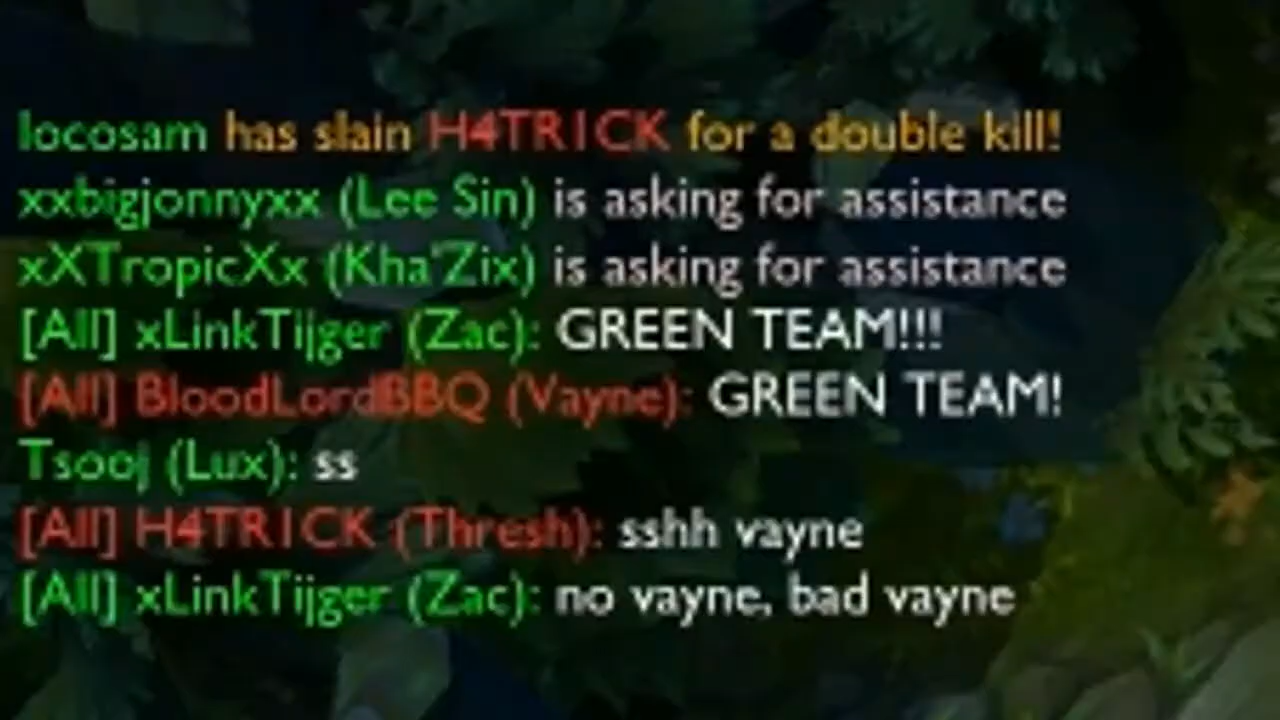 locosam has slain H4TR1CK for a double kill!
xxbigjonnyxx (Lee Sin) is asking for assistance
xXTropicXx (Kha'Zix) is asking for assistance
[All] xLinkTijger (Zac): GREEN TEAM!!!
[All] BloodLordBBQ (Vayne): GREEN TEAM!
Tsooj (Lux): ss
[All] H4TR1CK (Thresh): sshh vayne
[All] xLinkTijger (Zac): no vayne, bad vayne